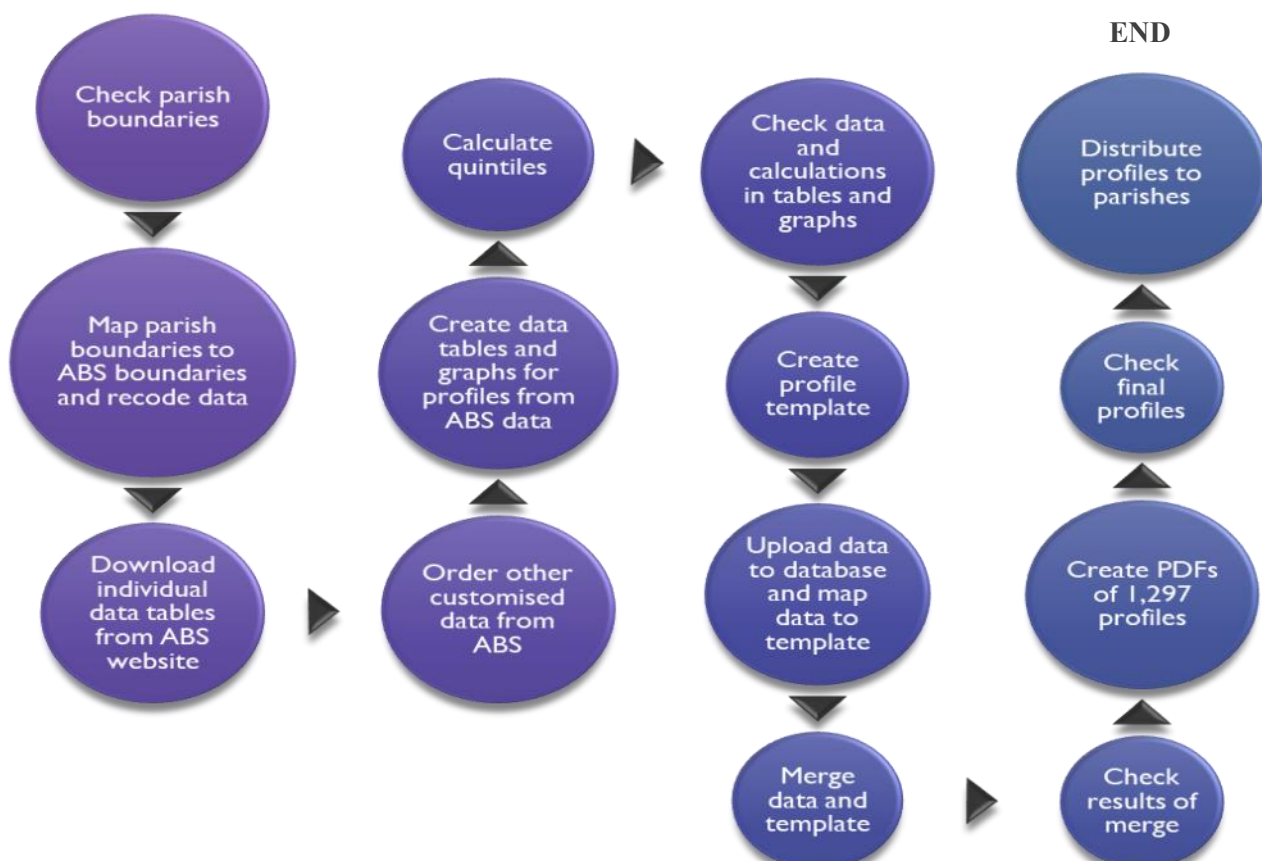 Check parish
boundaries
Map parish
boundaries to
ABS boundaries
and recode data
Download
individual
data tables
from ABS
website
Order other
customised
data from
ABS
Create data
tables and
graphs for
profiles from
ABS data
Calculate
quintiles
Check data
and
calculations
in tables and
graphs
Create
profile
template
Upload data
to database
and map
data to
template
Merge
data and
template
Check
results of
merge
Create PDFs
of 1,297
profiles
Check
final
profiles
Distribute
profiles to
parishes
END